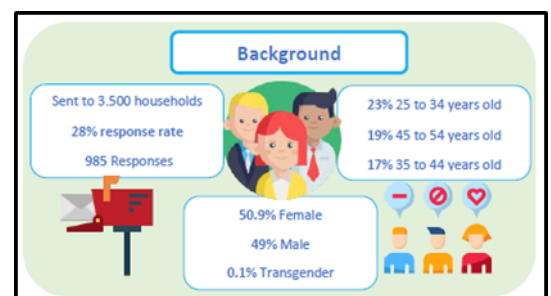 Background
Sent to 3.500 households
28% response rate
985 Responses
23% 25 to 34 years old
19% 45 to 54 years old
17% 35 to 44 years old
50.9% Female
49% Male
0.1% Transgender